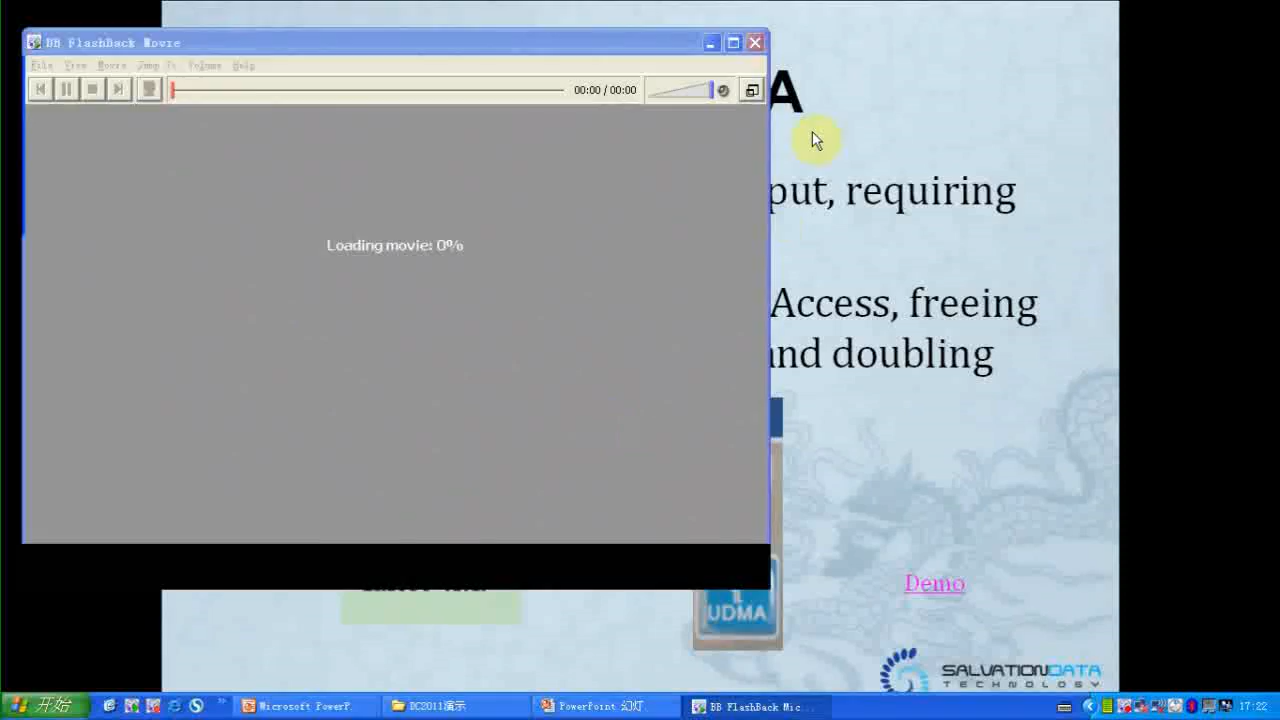 BB FlashBack Movie
File View Movie Jump To Volume Help
00:00 / 00:00
A
put, requiring
Loading movie: 0%
Access, freeing
and doubling
Demo
UDMA
SALVATIONDATA
TECHNOLOGY
开始
Microsoft PowerP
DC2011演示
PowerPoint 幻灯
BB FlashBack Mic
17:22